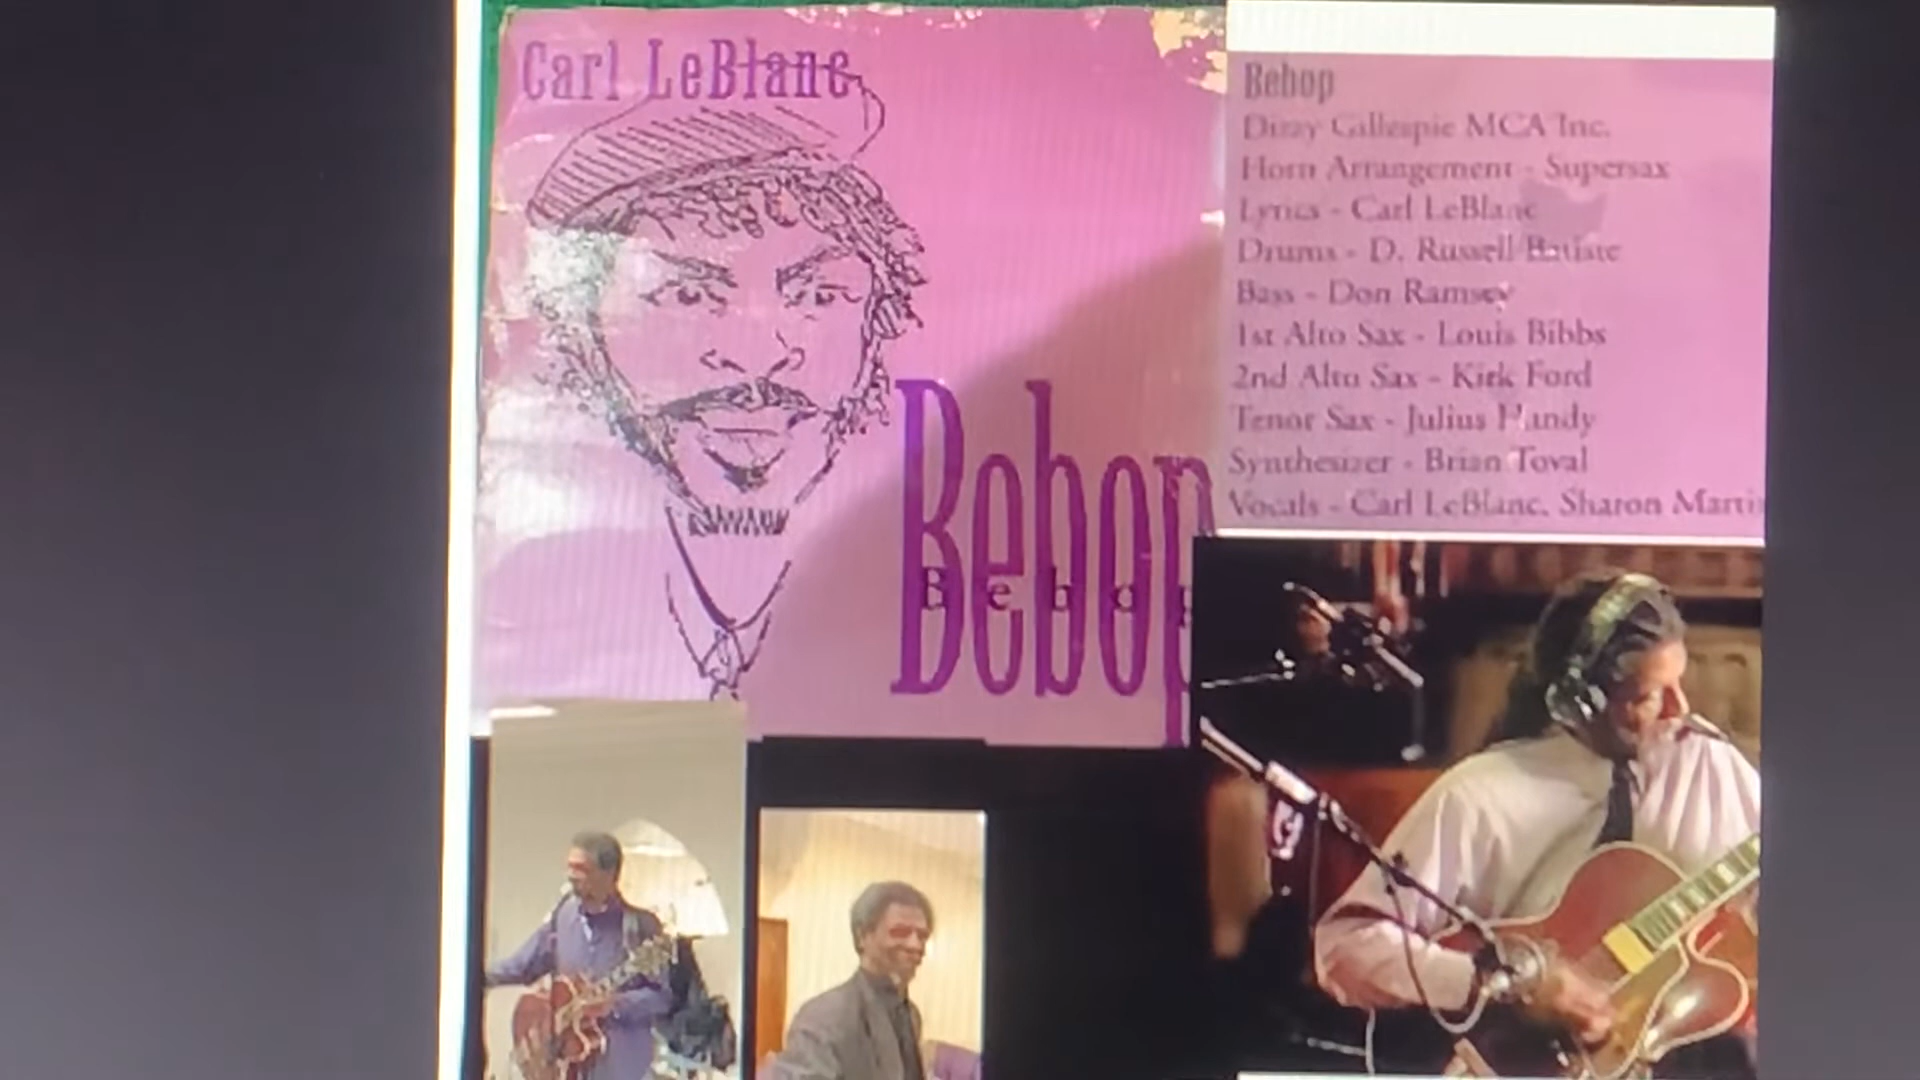 Carl LeBlanc
Bebop
Bebop
Bebop
Dizzy Gillespie MCA Inc.
Horn Arrangement - Supersax
Lyrics - Carl LeBlanc
Drums - D. Russell Batiste
Bass - Don Ramsey
1st Alto Sax - Louis Bibbs
2nd Alto Sax - Kirk Ford
Tenor Sax - Julius Handy
Synthesizer - Brian Toval
Vocals - Carl LeBlanc, Sharon Martin